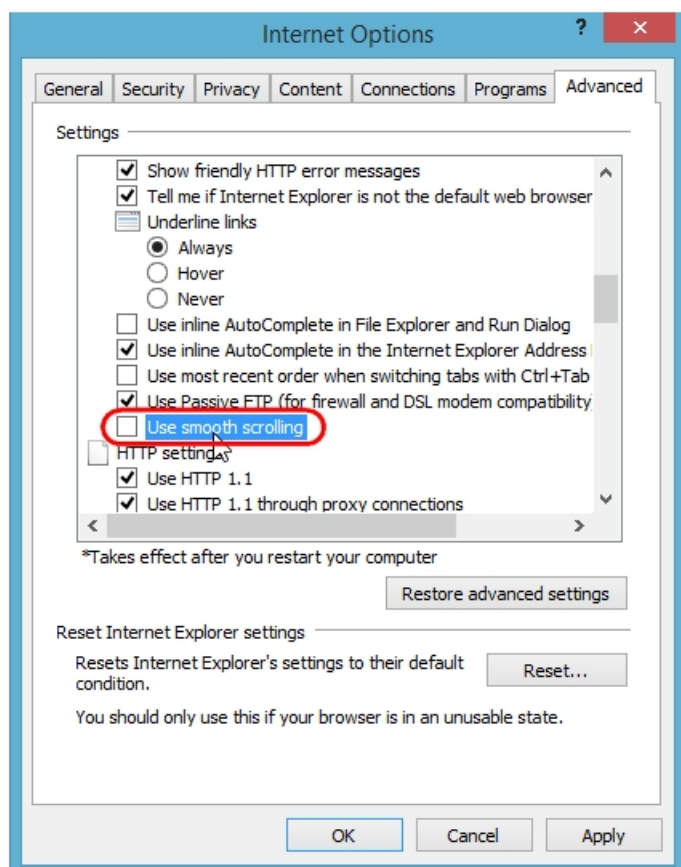 Internet Options
?
General Security Privacy Content Connections Programs Advanced
Settings
Show friendly HTTP error messages
Tell me if Internet Explorer is not the default web browser
Underline links
Always
Hover
Never
Use inline AutoComplete in File Explorer and Run Dialog
Use inline AutoComplete in the Internet Explorer Address
Use most recent order when switching tabs with Ctrl+Tab
Use Passive FTP (for firewall and DSL modem compatibility
Use smooth scrolling
HTTP settings
Use HTTP 1.1
Use HTTP 1.1 through proxy connections
*Takes effect after you restart your computer
Restore advanced settings
Reset Internet Explorer settings
Resets Internet Explorer's settings to their default
condition.
Reset...
You should only use this if your browser is in an unusable state.
OK Cancel Apply